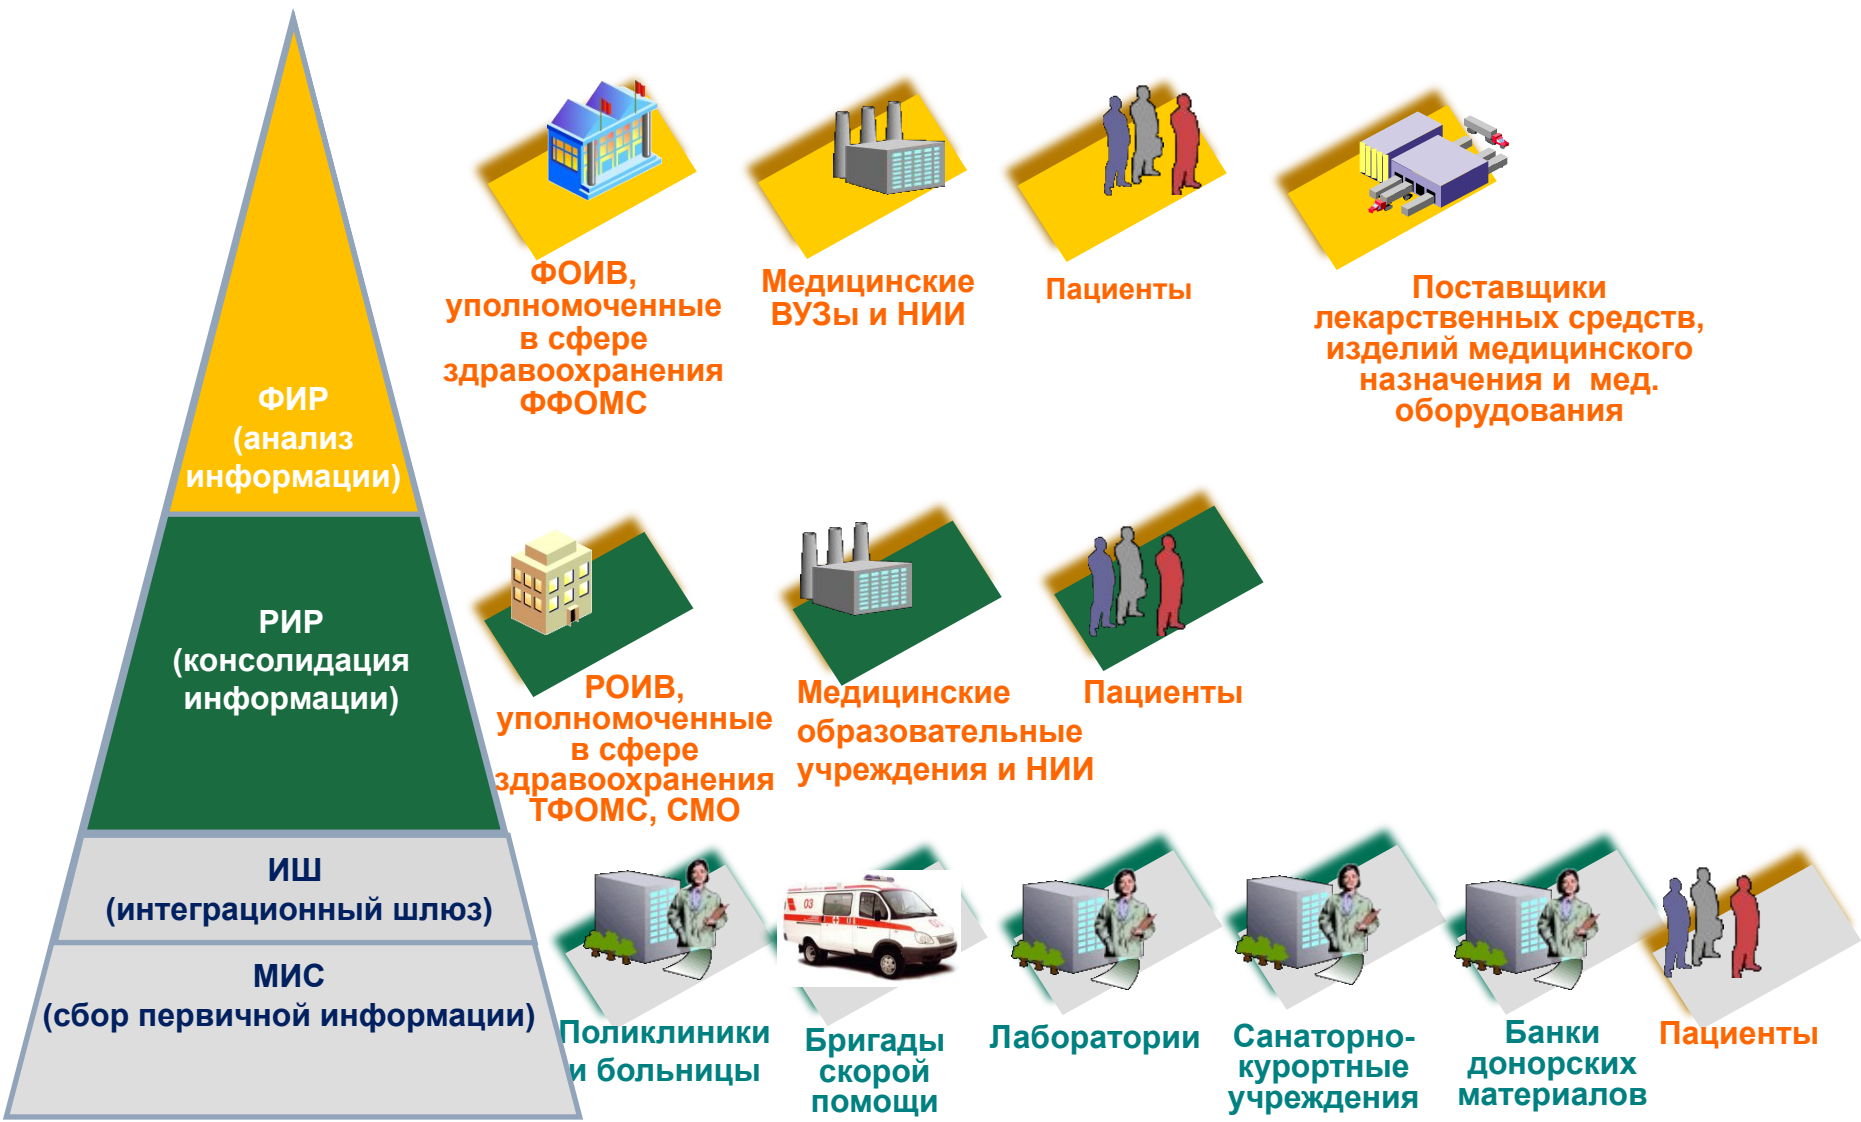 ФИР
(анализ
информации)
РИР
(консолидация
информации)
ИШ
(интеграционный шлюз)
МИС
(сбор первичной информации)
ФОИВ,
уполномоченные
в сфере
здравоохранения
ФФОМС
Медицинские
ВУЗы и НИИ
Пациенты
Поставщики
лекарственных средств,
изделий медицинского
назначения и мед.
оборудования
РОИВ,
уполномоченные
в сфере
здравоохранения
ТФОМС, СМО
Медицинские
образовательные
учреждения и НИИ
Пациенты
03
Поликлиники
и больницы
Бригады
скорой
помощи
Лаборатории
Санаторно-
курортные
учреждения
Банки
донорских
материалов
Пациенты